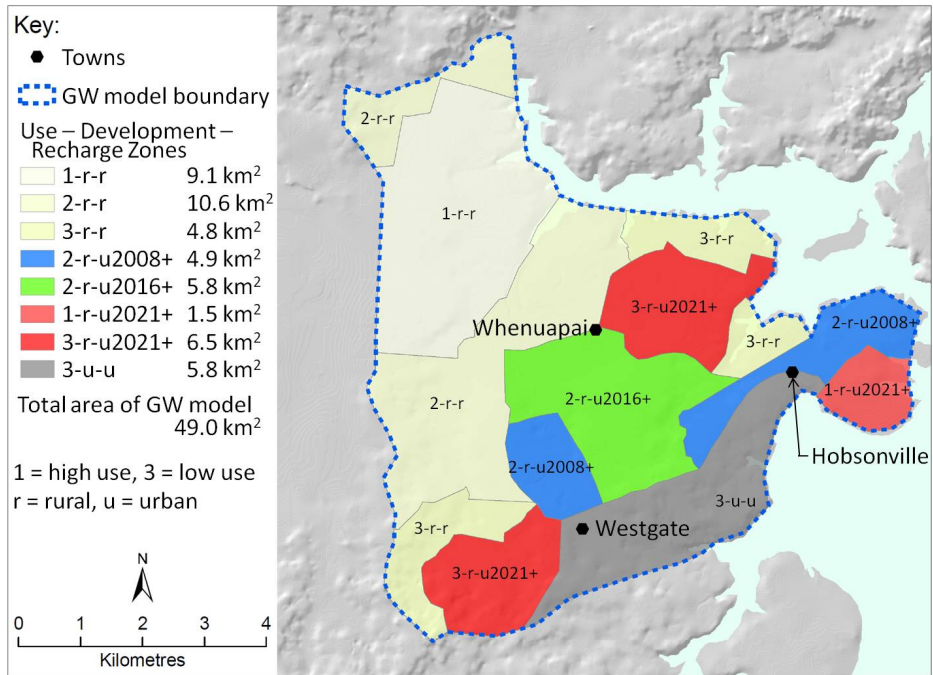 Key:
Towns
GW model boundary
Use – Development –
Recharge Zones
1-r-r 9.1 km²
2-r-r 10.6 km²
3-r-r 4.8 km²
2-r-u2008+ 4.9 km²
2-r-u2016+ 5.8 km²
1-r-u2021+ 1.5 km²
3-r-u2021+ 6.5 km²
3-u-u 5.8 km²
Total area of GW model
49.0 km²
1 = high use, 3 = low use
r = rural, u = urban
N
0 1 2 3 4
Kilometres
2-r-r
1-r-r
3-r-r
3-r-u2021+
Whenuapai
2-r-u2008+
3-r-r
1-r-u2021+
2-r-r
2-r-u2016+
Hobsonville
2-r-u2008+
3-u-u
Westgate
3-r-r
3-r-u2021+